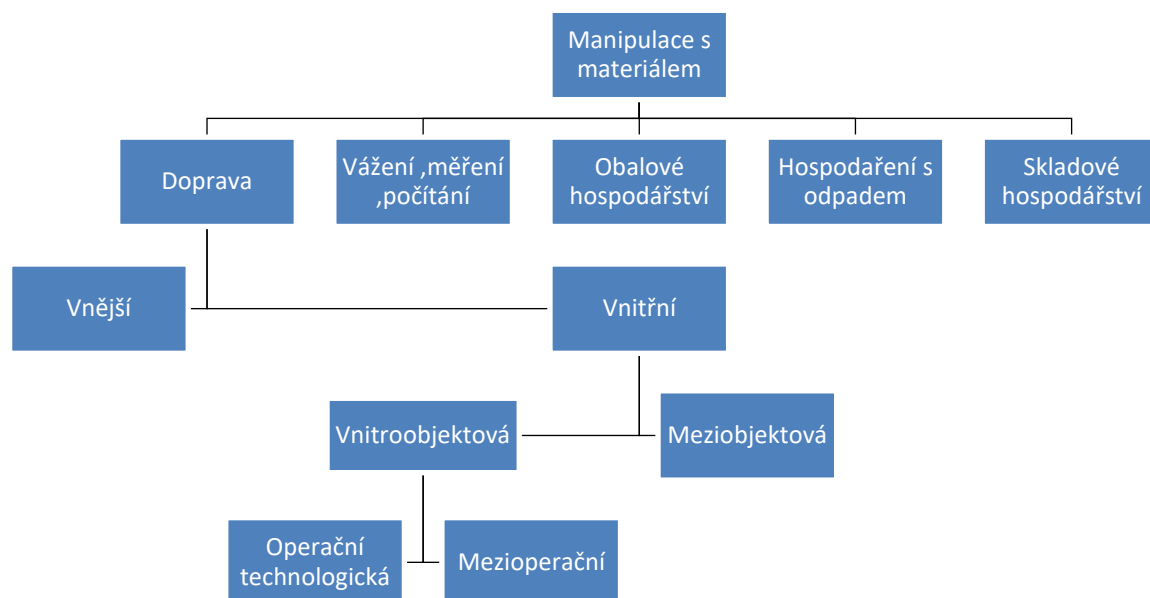 Manipulace s
materiálem
Doprava
Vážení ,měření
,počítání
Obalové
hospodářství
Hospodaření s
odpadem
Skladové
hospodářství
Vnější
Vnitřní
Vnitroobjektová
Meziobjektová
Operační
technologická
Mezioperační